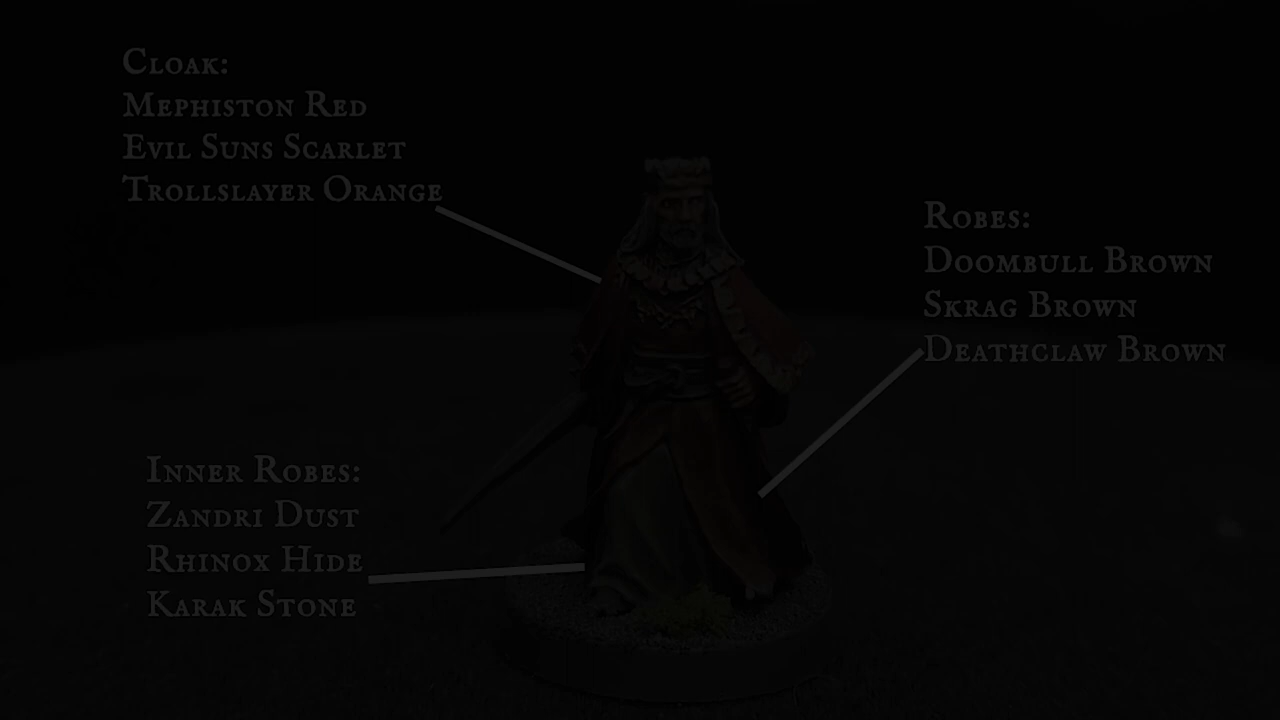 Cloak:
Mephiston Red
Evil Suns Scarlet
Trollslayer Orange
Robes:
Doombull Brown
Skrag Brown
Deathclaw Brown
Inner Robes:
Zandri Dust
Rhinox Hide
Karak Stone